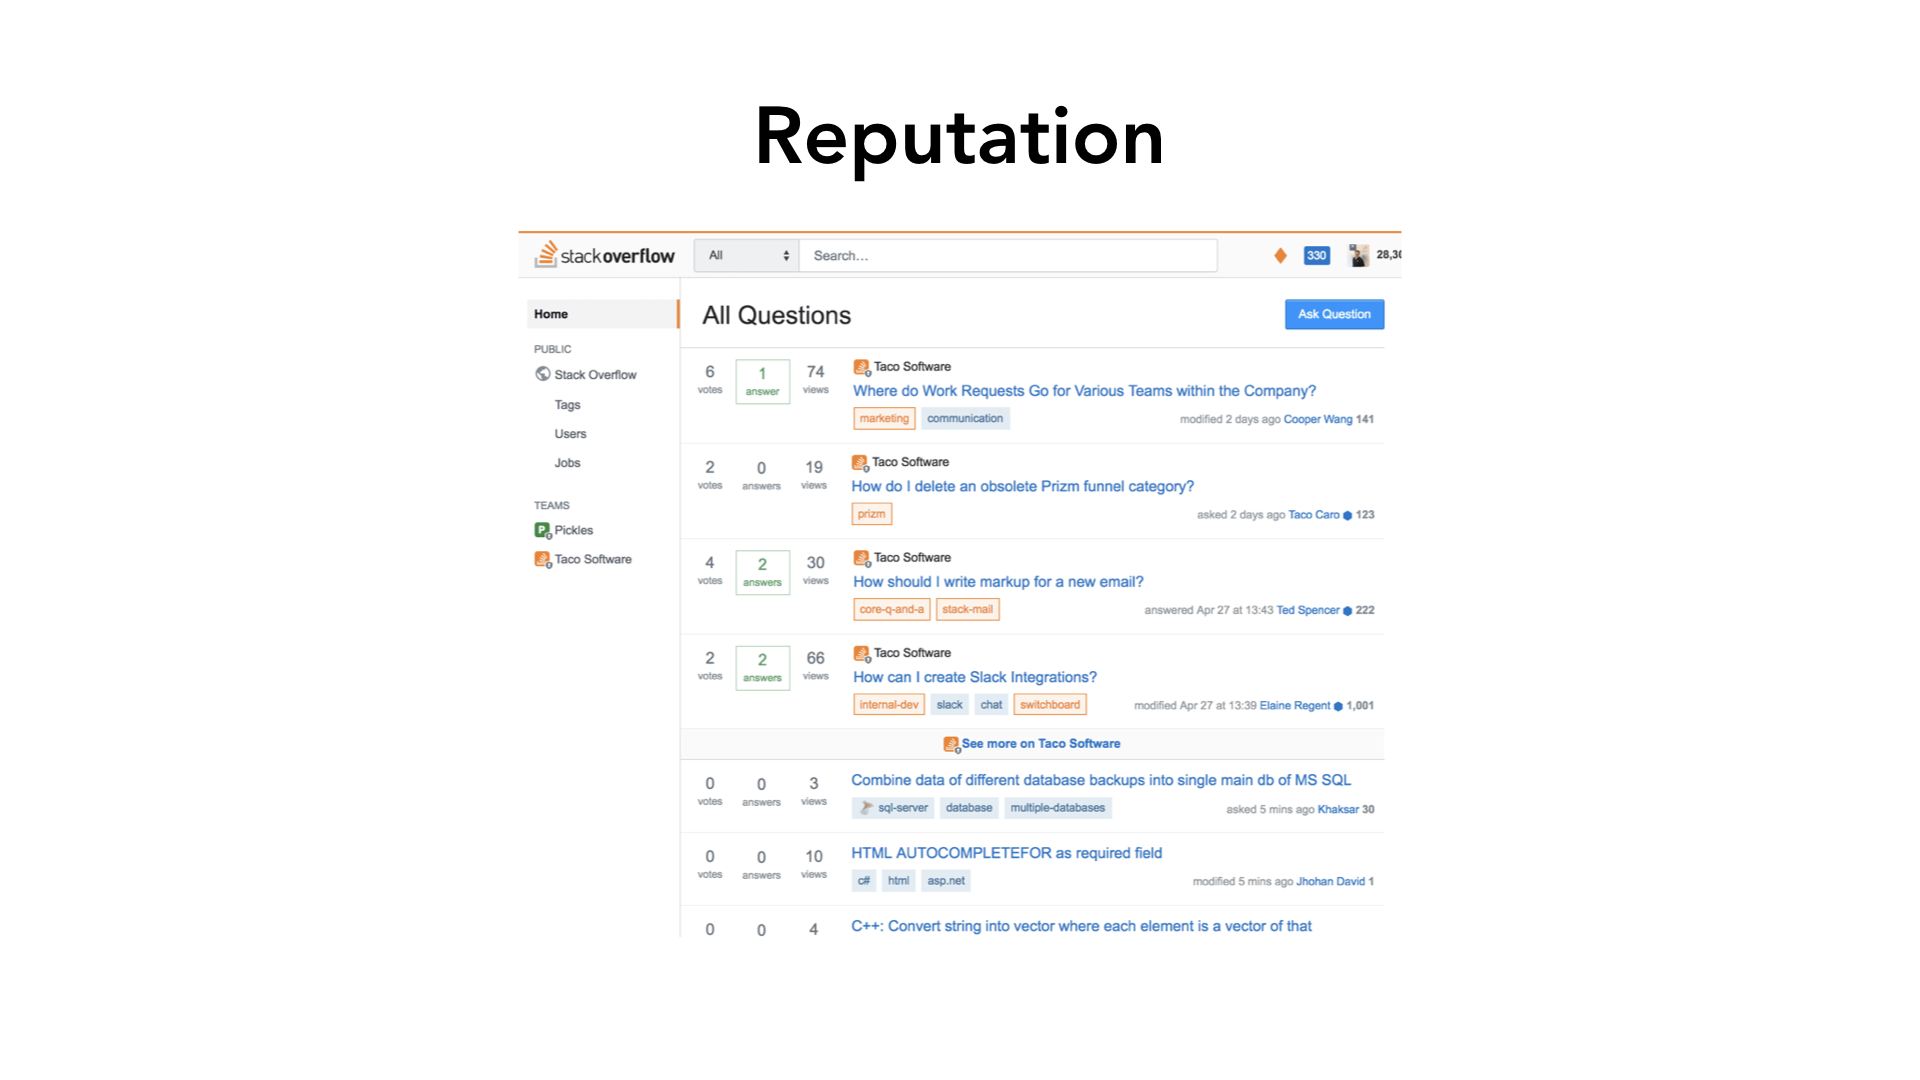 Reputation
stackoverflow All Search... 330 28,30
Home
PUBLIC
Stack Overflow
Tags
Users
Jobs
TEAMS
Pickles
Taco Software
All Questions Ask Question
6 votes 1 answer 74 views
Taco Software
Where do Work Requests Go for Various Teams within the Company?
marketing communication modified 2 days ago Cooper Wang 141
2 votes 0 answers 19 views
Taco Software
How do I delete an obsolete Prizm funnel category?
prizm asked 2 days ago Taco Caro 123
4 votes 2 answers 30 views
Taco Software
How should I write markup for a new email?
core-q-and-a stack-mail answered Apr 27 at 13:43 Ted Spencer 222
2 votes 2 answers 66 views
Taco Software
How can I create Slack Integrations?
internal-dev slack chat switchboard modified Apr 27 at 13:39 Elaine Regent 1,001
See more on Taco Software
0 votes 0 answers 3 views
Combine data of different database backups into single main db of MS SQL
sql-server database multiple-databases asked 5 mins ago Khaksar 30
0 votes 0 answers 10 views
HTML AUTOCOMPLETEFOR as required field
c# html asp.net modified 5 mins ago Jhohan David 1
0 0 4
C++: Convert string into vector where each element is a vector of that